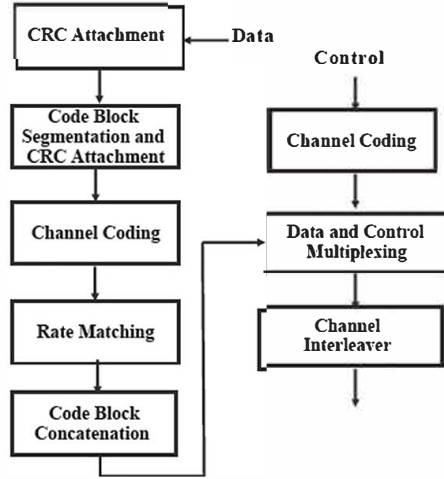 CRC Attachment
Data
Code Block
Segmentation and
CRC Attachment
Channel Coding
Rate Matching
Code Block
Concatenation
Control
Channel Coding
Data and Control
Multiplexing
Channel
Interleaver